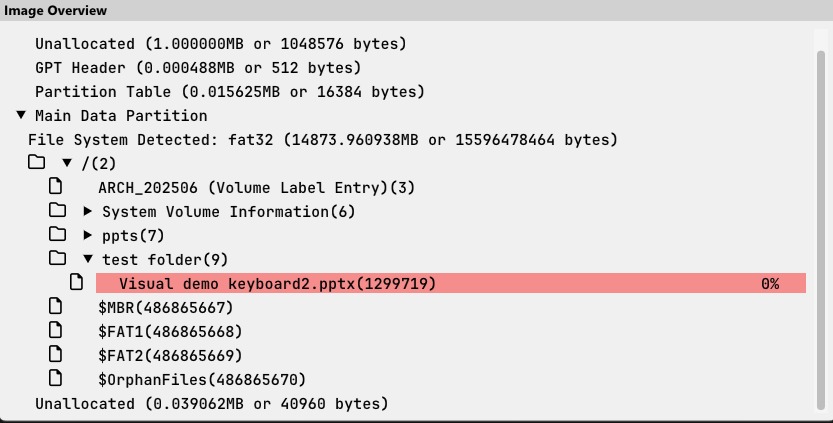 Image Overview
Unallocated (1.000000MB or 1048576 bytes)
GPT Header (0.000488MB or 512 bytes)
Partition Table (0.015625MB or 16384 bytes)
Main Data Partition
File System Detected: fat32 (14873.960938MB or 15596478464 bytes)
/(2)
ARCH_202506 (Volume Label Entry)(3)
System Volume Information(6)
ppts(7)
test folder(9)
Visual demo keyboard2.pptx(1299719) 0%
$MBR(486865667)
$FAT1(486865668)
$FAT2(486865669)
$OrphanFiles(486865670)
Unallocated (0.039062MB or 40960 bytes)